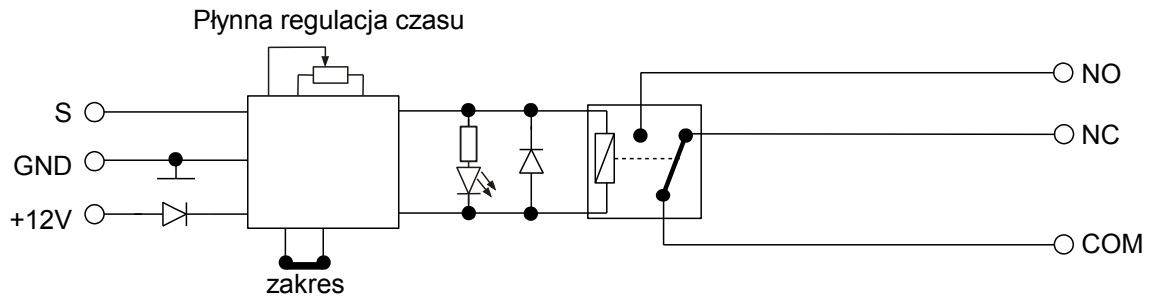 Płynna regulacja czasu
S
GND
+12V
zakres
NO
NC
COM